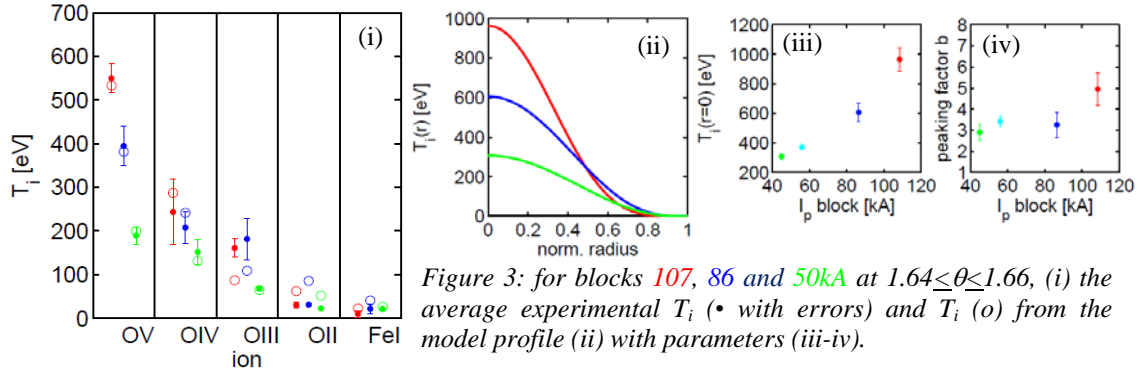 700
600
500
400
300
200
100
0
T_i [eV]
(i)
OV OIV OIII OII FeI
ion
1000
800
600
400
200
0
T_i(r) [eV]
(ii)
0 0.2 0.4 0.6 0.8 1
norm. radius
1200
1000
800
600
400
200
T_i(r=0) [eV]
(iii)
40 60 80 100 120
I_p block [kA]
8
7
6
5
4
3
2
1
peaking factor b
(iv)
40 60 80 100 120
I_p block [kA]
Figure 3: for blocks 107, 86 and 50kA at 1.64≤θ≤1.66, (i) the
average experimental T_i (• with errors) and T_i (o) from the
model profile (ii) with parameters (iii-iv).